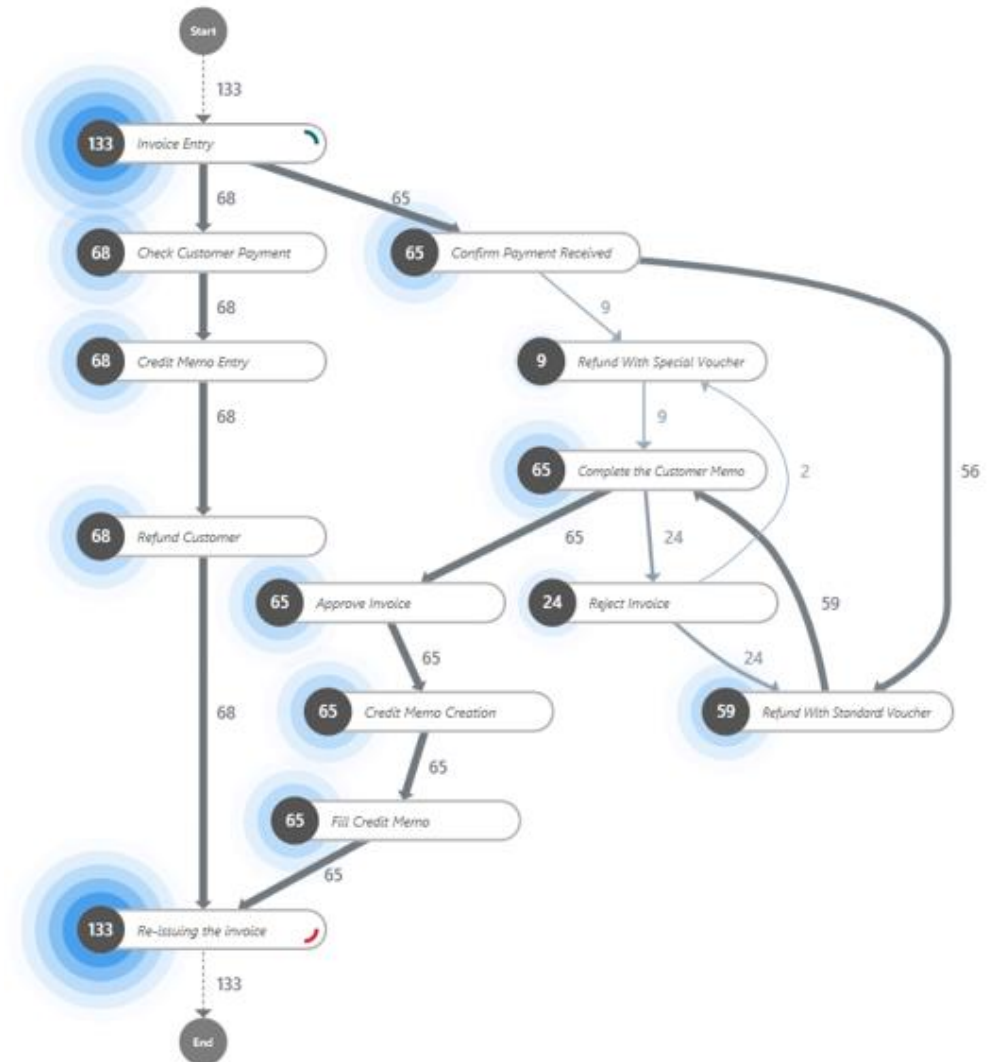 Start
133
133 Invoice Entry
68
65
68 Check Customer Payment
65 Confirm Payment Received
68
9
68 Credit Memo Entry
9 Refund With Special Voucher
68
9
65 Complete the Customer Memo
2
56
68 Refund Customer
65
24
65 Approve Invoice
24 Reject Invoice
59
65
24
68
65 Credit Memo Creation
59 Refund With Standard Voucher
65
65 Fill Credit Memo
65
133 Re-issuing the invoice
133
End